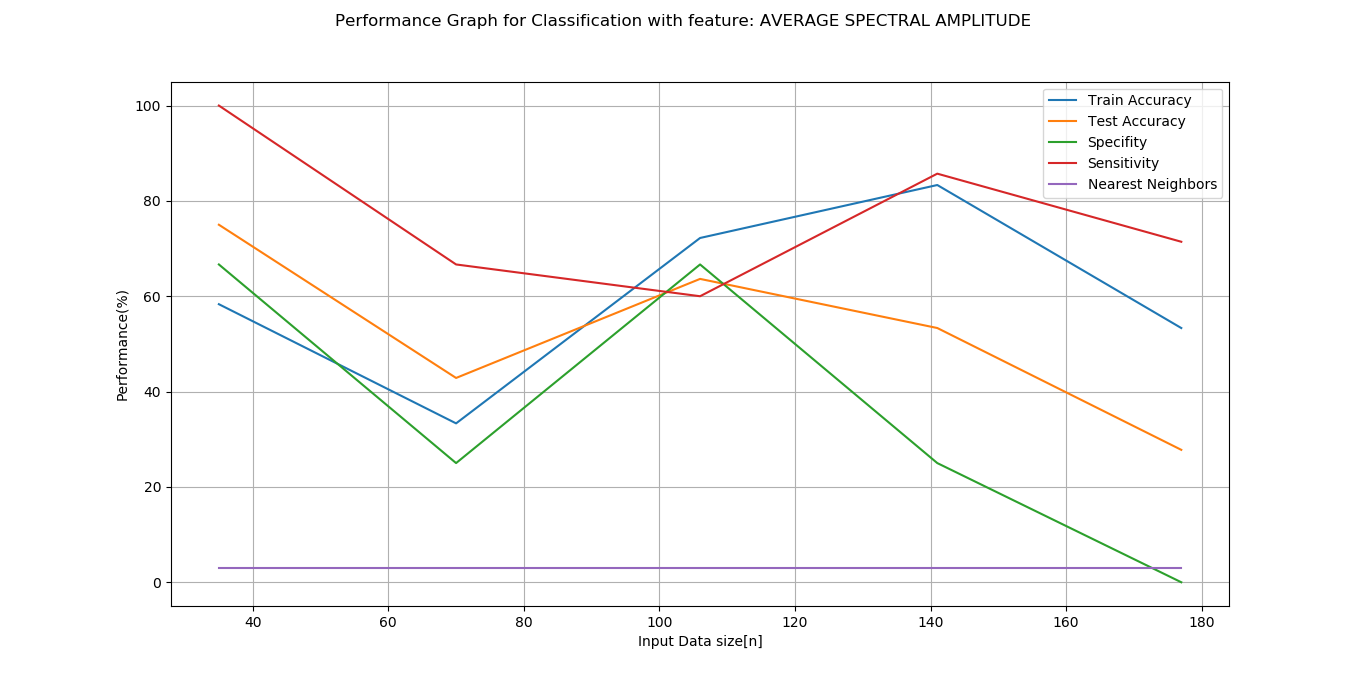 Performance Graph for Classification with feature: AVERAGE SPECTRAL AMPLITUDE
Train Accuracy
Test Accuracy
Specifity
Sensitivity
Nearest Neighbors
Performance(%)
100
80
60
40
20
0
40 60 80 100 120 140 160 180
Input Data size[n]